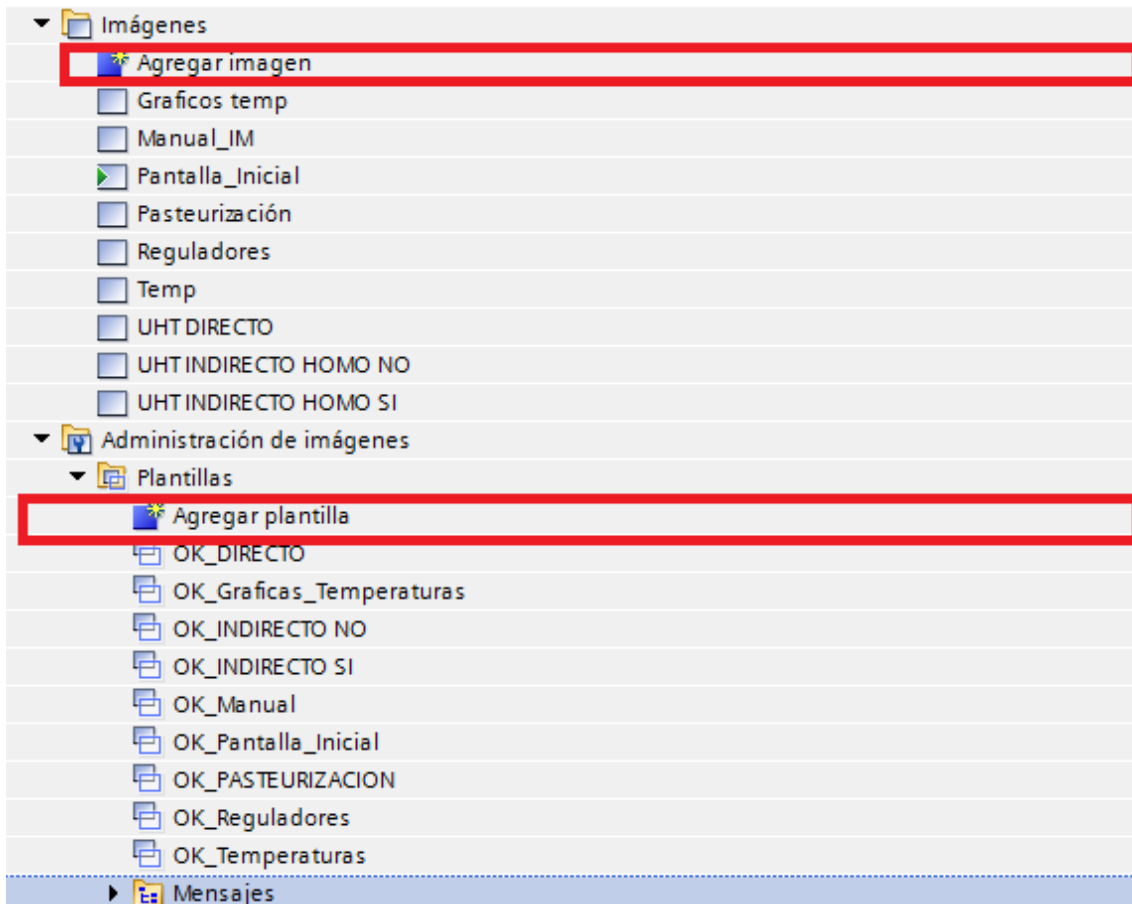 Imágenes
Agregar imagen
Graficos temp
Manual_IM
Pantalla_Inicial
Pasteurización
Reguladores
Temp
UHT DIRECTO
UHT INDIRECTO HOMO NO
UHT INDIRECTO HOMO SI
Administración de imágenes
Plantillas
Agregar plantilla
OK_DIRECTO
OK_Graficas_Temperaturas
OK_INDIRECTO NO
OK_INDIRECTO SI
OK_Manual
OK_Pantalla_Inicial
OK_PASTEURIZACION
OK_Reguladores
OK_Temperaturas
Mensajes